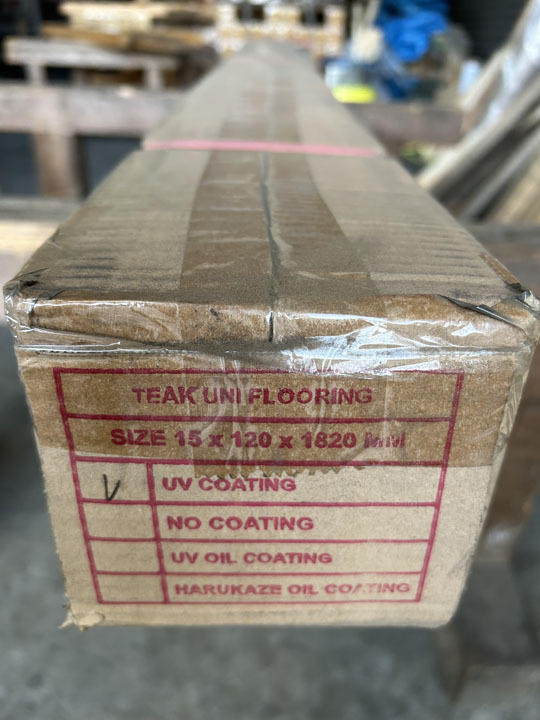 TEAK UNI FLOORING
SIZE 15 x 120 x 1820 MM
V UV COATING
NO COATING
UV OIL COATING
HARUKAZE OIL COATING